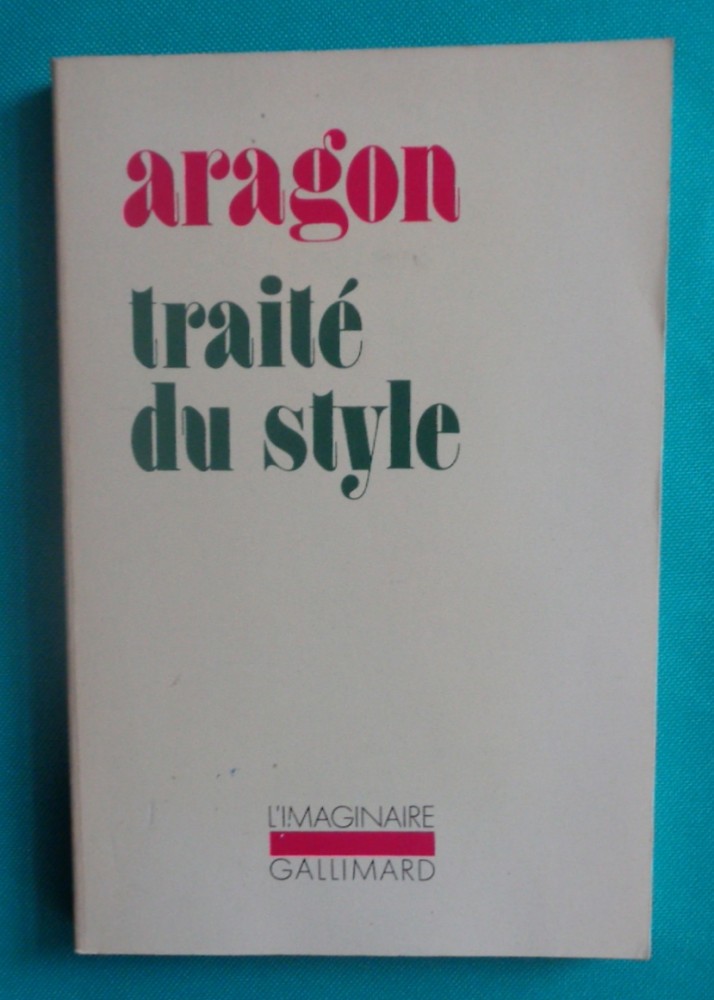 aragon
traité
du style
L'IMAGINAIRE
GALLIMARD